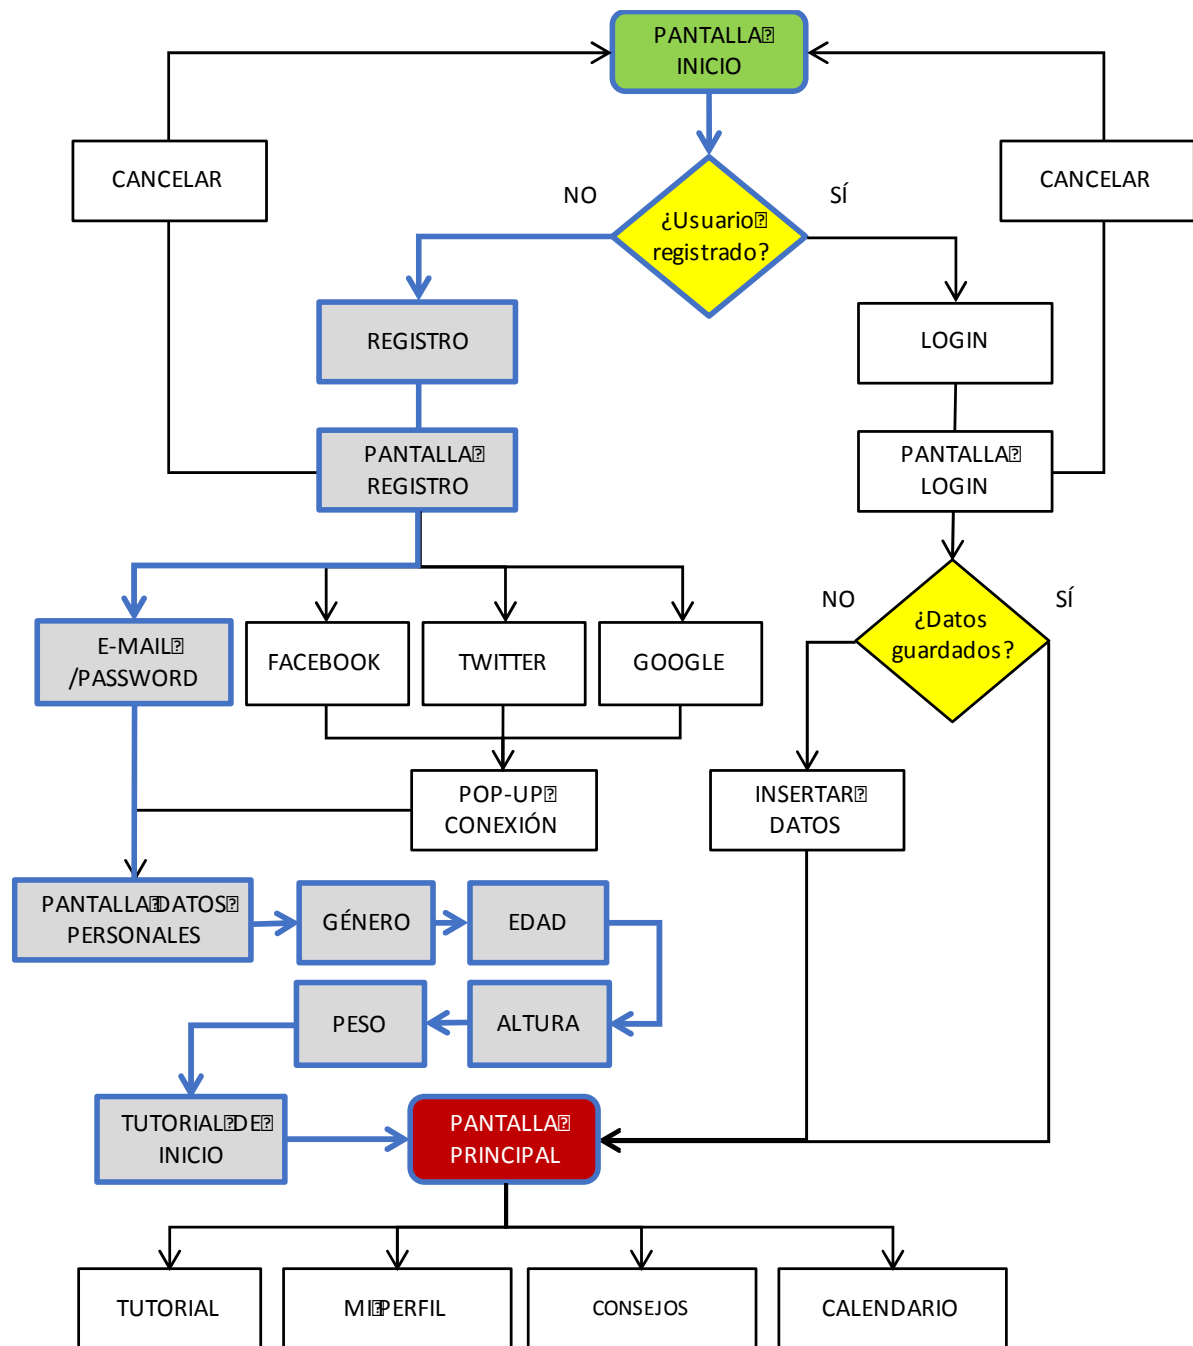 PANTALLA
INICIO
CANCELAR
CANCELAR
NO
SÍ
¿Usuario
registrado?
REGISTRO
LOGIN
PANTALLA
REGISTRO
PANTALLA
LOGIN
NO
SÍ
¿Datos
guardados?
E-MAIL
/PASSWORD
FACEBOOK
TWITTER
GOOGLE
POP-UP
CONEXIÓN
INSERTAR
DATOS
PANTALLA DATOS
PERSONALES
GÉNERO
EDAD
PESO
ALTURA
TUTORIAL DE
INICIO
PANTALLA
PRINCIPAL
TUTORIAL
MI PERFIL
CONSEJOS
CALENDARIO